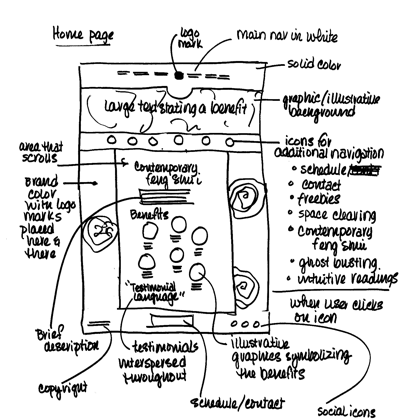 Home page
logo
mark
main nav in white
solid color
Large text stating a benefit
graphic/illustrative
background
icons for
additional navigation
• schedule/
• contact
• freebies
• space clearing
• contemporary
feng shui
• ghost busting
• intuitive readings
when user clicks
on icon
area that
scrolls
Brand
color
with logo
marks
placed
here &
there
contemporary
feng shui
Benefits
"Testimonial
Language"
Brief
description
copyright
testimonials
interspersed
throughout
illustrative
graphics symbolizing
the benefits
schedule/contact
social icons